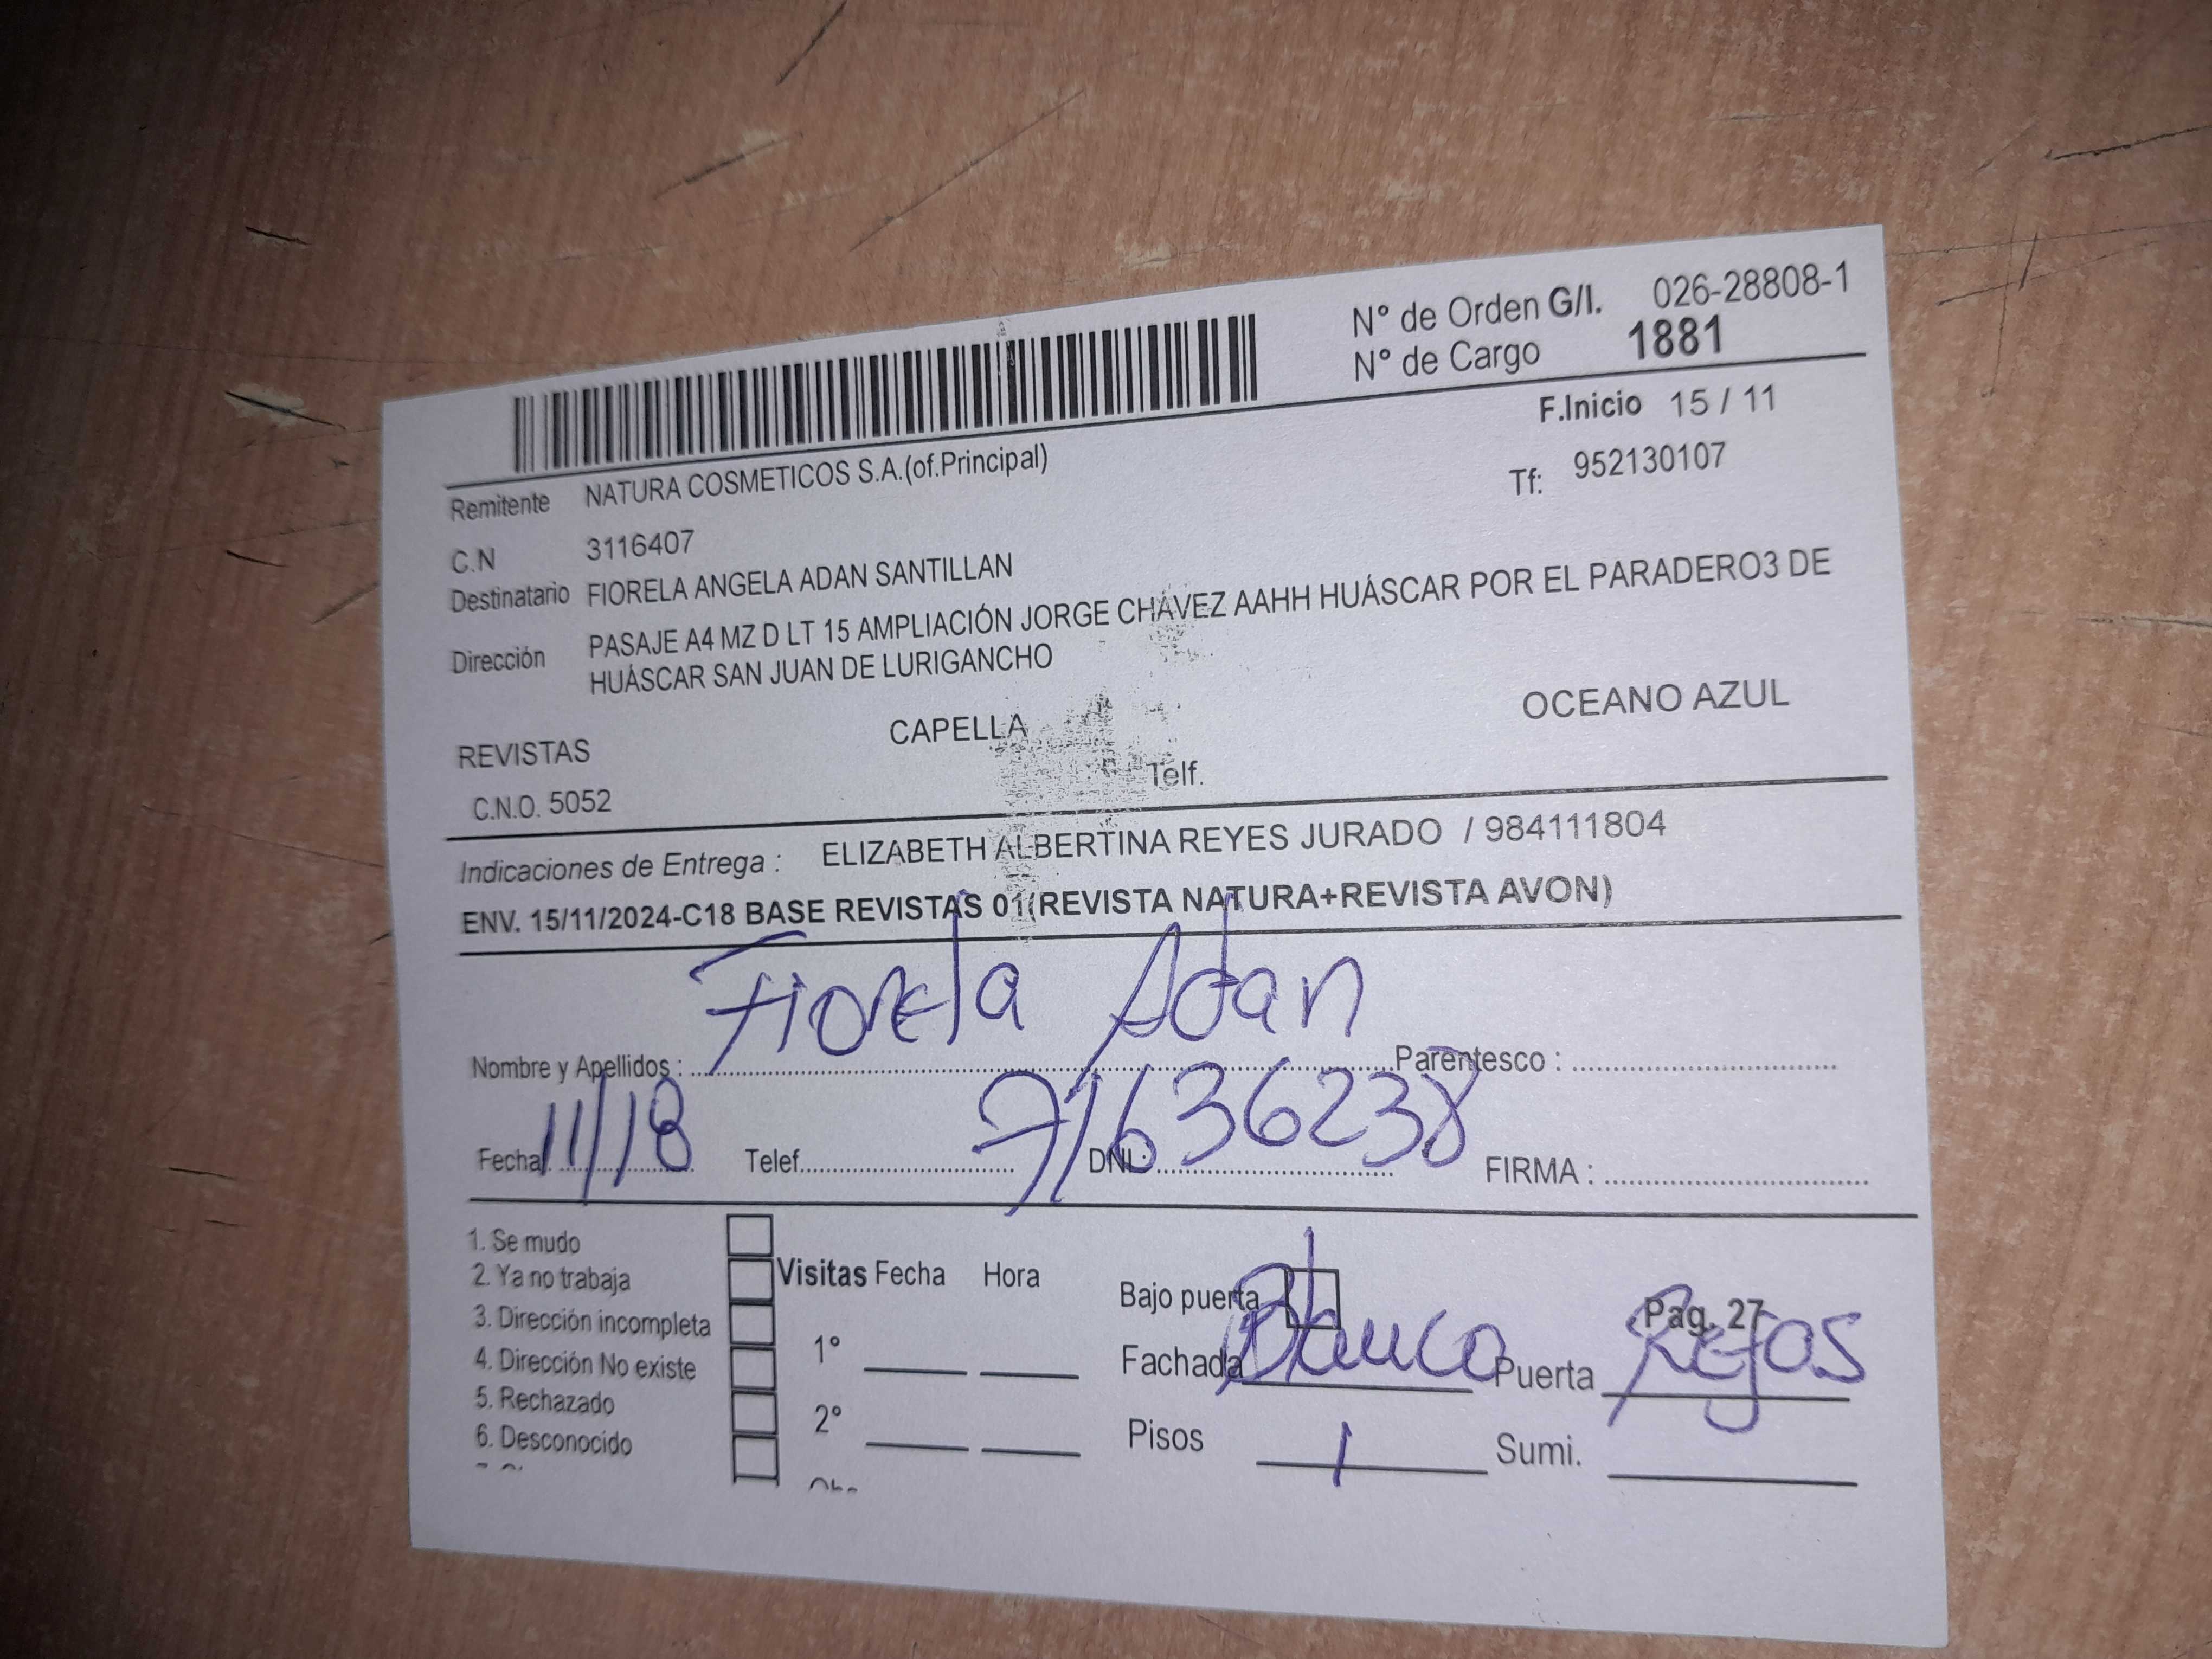 N° de Orden G/I. 026-28808-1
N° de Cargo 1881
F.Inicio 15 / 11
Remitente NATURA COSMETICOS S.A.(of.Principal)
Tf: 952130107
C.N 3116407
Destinatario FIORELA ANGELA ADAN SANTILLAN
Dirección PASAJE A4 MZ D LT 15 AMPLIACIÓN JORGE CHÁVEZ AAHH HUÁSCAR POR EL PARADERO3 DE
HUÁSCAR SAN JUAN DE LURIGANCHO
REVISTAS CAPELLA OCEANO AZUL
C.N.O. 5052 Telf.
Indicaciones de Entrega : ELIZABETH ALBERTINA REYES JURADO / 984111804
ENV. 15/11/2024-C18 BASE REVISTAS 01(REVISTA NATURA+REVISTA AVON)
Nombre y Apellidos : Fiorela Adan Parentesco :
Fecha 11/18 Telef. DNI: 71636238 FIRMA :
1. Se mudo
2. Ya no trabaja
3. Dirección incompleta
4. Dirección No existe
5. Rechazado
6. Desconocido
Visitas Fecha Hora
1°
2°
Bajo puerta Pag. 27
Fachada Blanco Puerta Rejas
Pisos 1 Sumi.